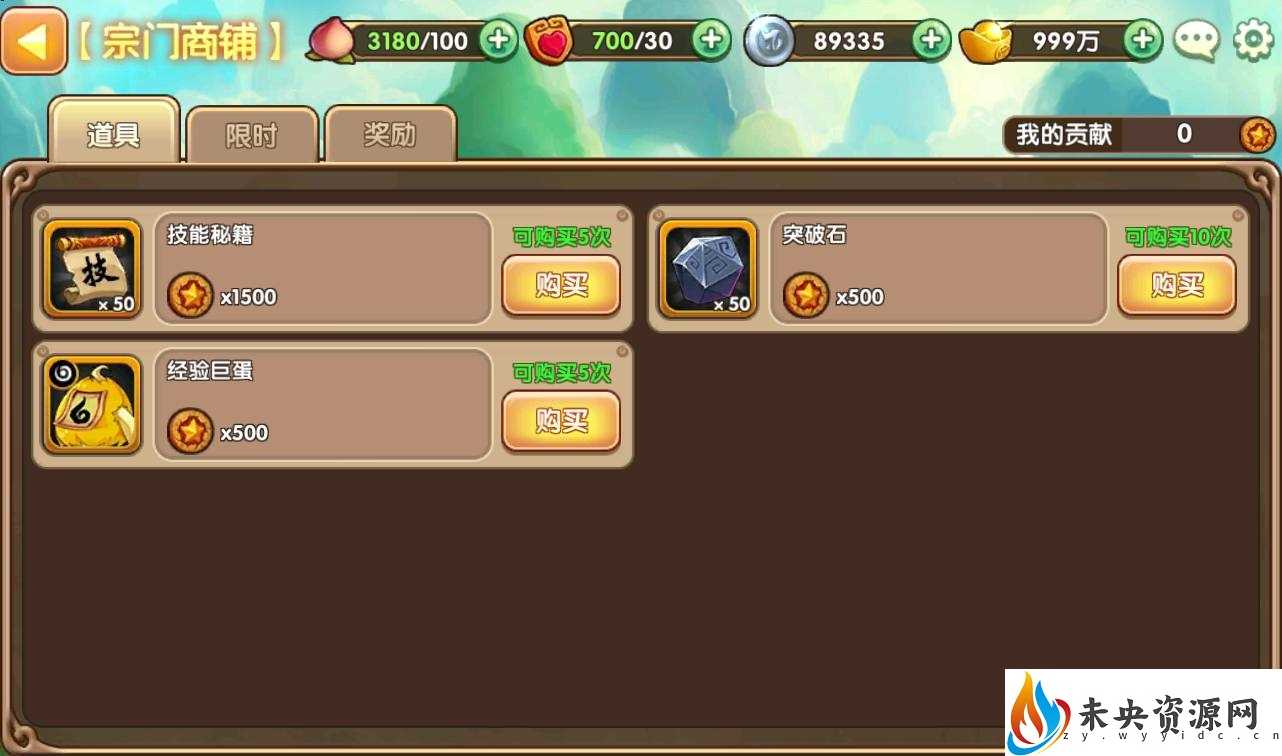 【宗门商铺】
3180/100
700/30
89335
999万
道具
限时
奖励
我的贡献 0
技能秘籍
可购买5次
技
x 50
x1500
购买
突破石
可购买10次
x 50
x500
购买
经验巨蛋
可购买5次
x500
购买
未央资源网
zy.wyyidc.cn